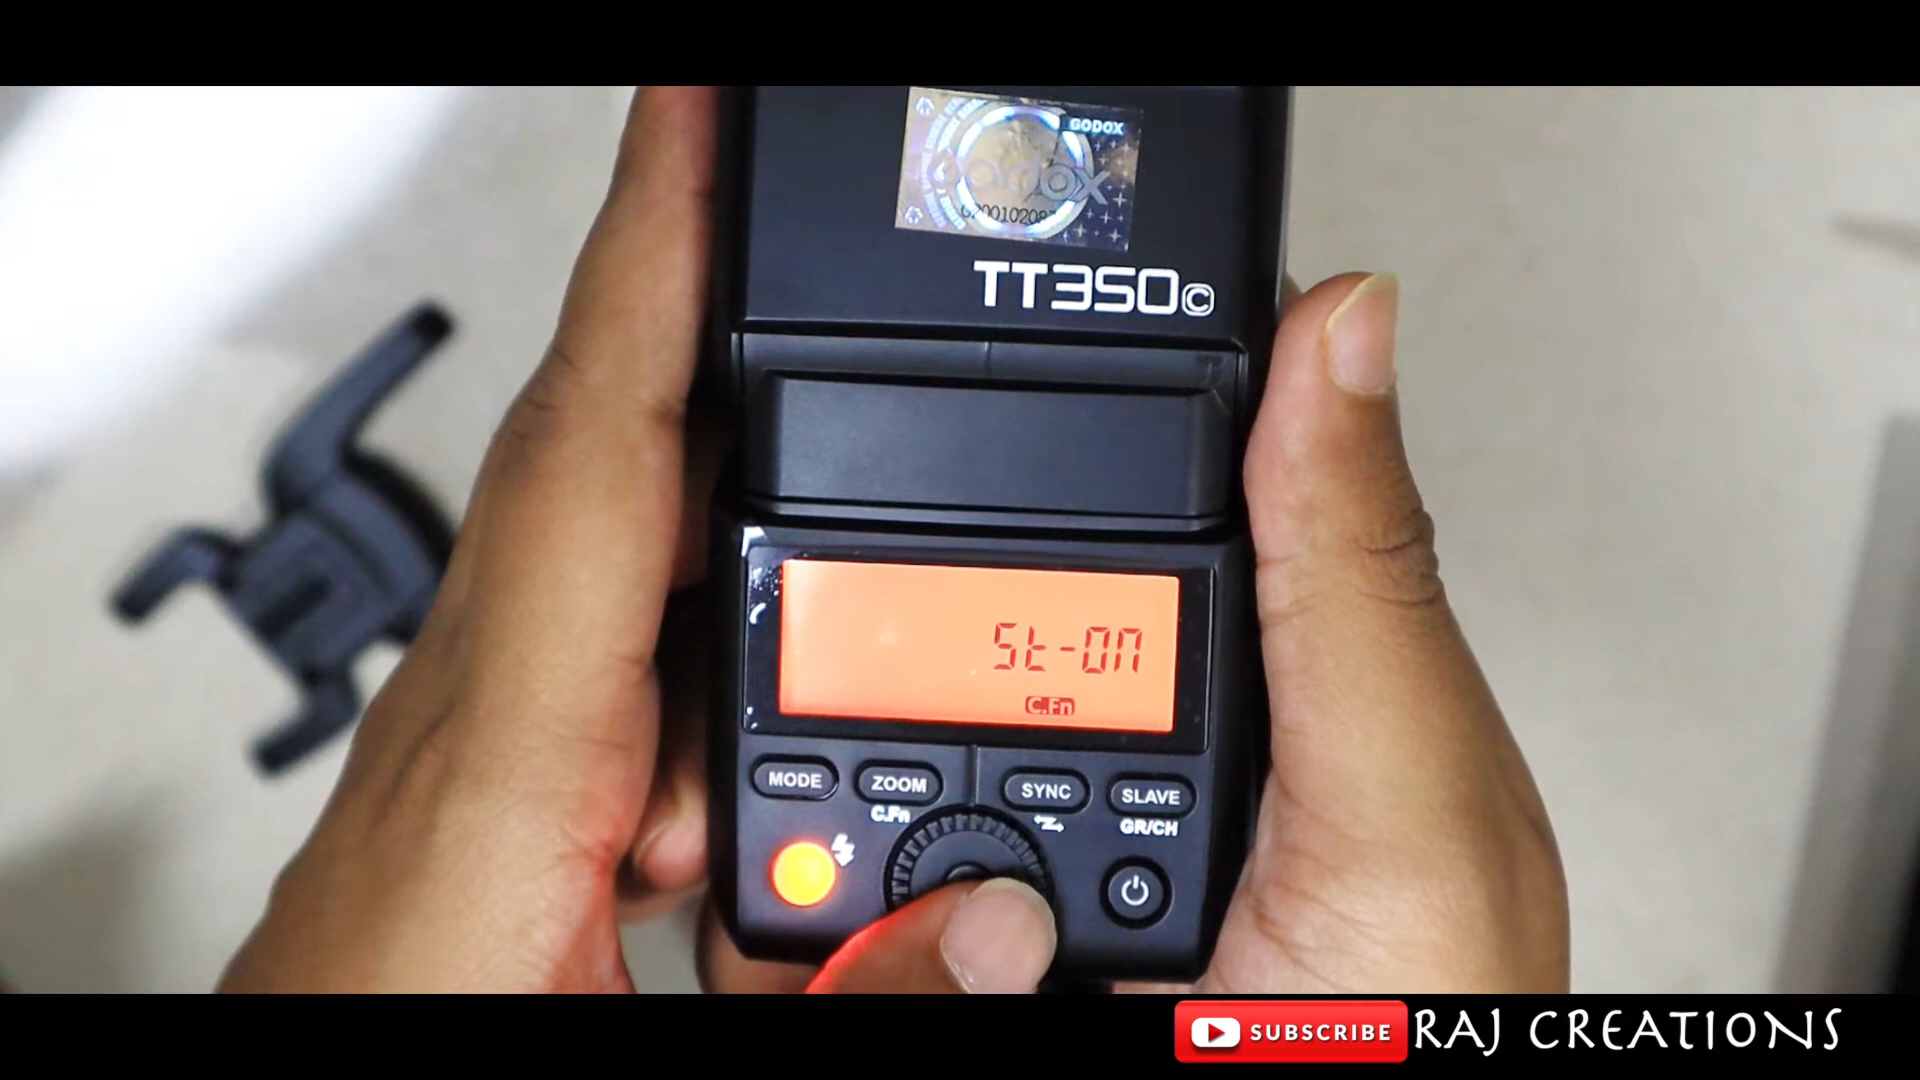 GODOX
TT350C
St-On
C.Fn
MODE
ZOOM
SYNC
SLAVE
C.Fn
GR/CH
SUBSCRIBE
RAJ CREATIONS